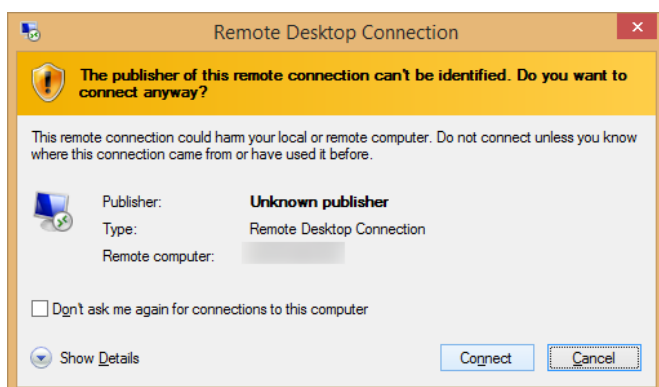 Remote Desktop Connection
The publisher of this remote connection can't be identified. Do you want to
connect anyway?
This remote connection could harm your local or remote computer. Do not connect unless you know
where this connection came from or have used it before.
Publisher: Unknown publisher
Type: Remote Desktop Connection
Remote computer:
Don't ask me again for connections to this computer
Show Details Connect Cancel